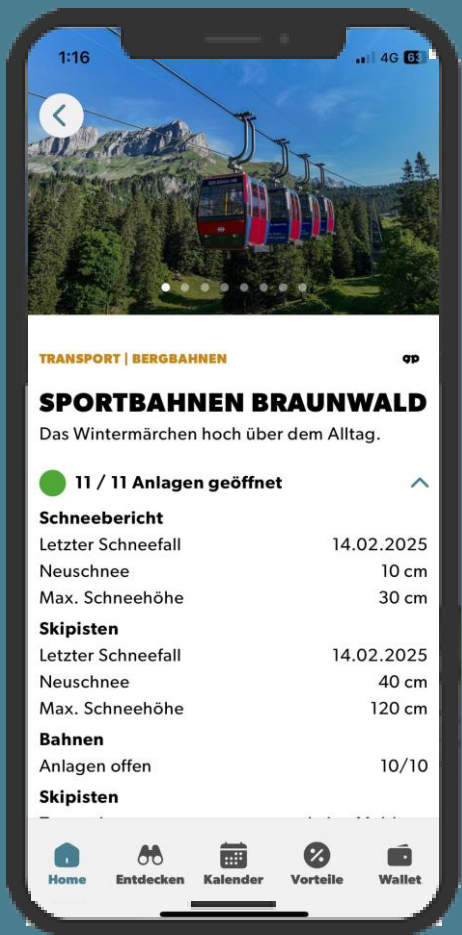 1:16 4G 63
TRANSPORT | BERGBAHNEN
SPORTBAHNEN BRAUNWALD
Das Wintermärchen hoch über dem Alltag.
11 / 11 Anlagen geöffnet
Schneebericht
Letzter Schneefall 14.02.2025
Neuschnee 10 cm
Max. Schneehöhe 30 cm
Skipisten
Letzter Schneefall 14.02.2025
Neuschnee 40 cm
Max. Schneehöhe 120 cm
Bahnen
Anlagen offen 10/10
Skipisten
Home Entdecken Kalender Vorteile Wallet